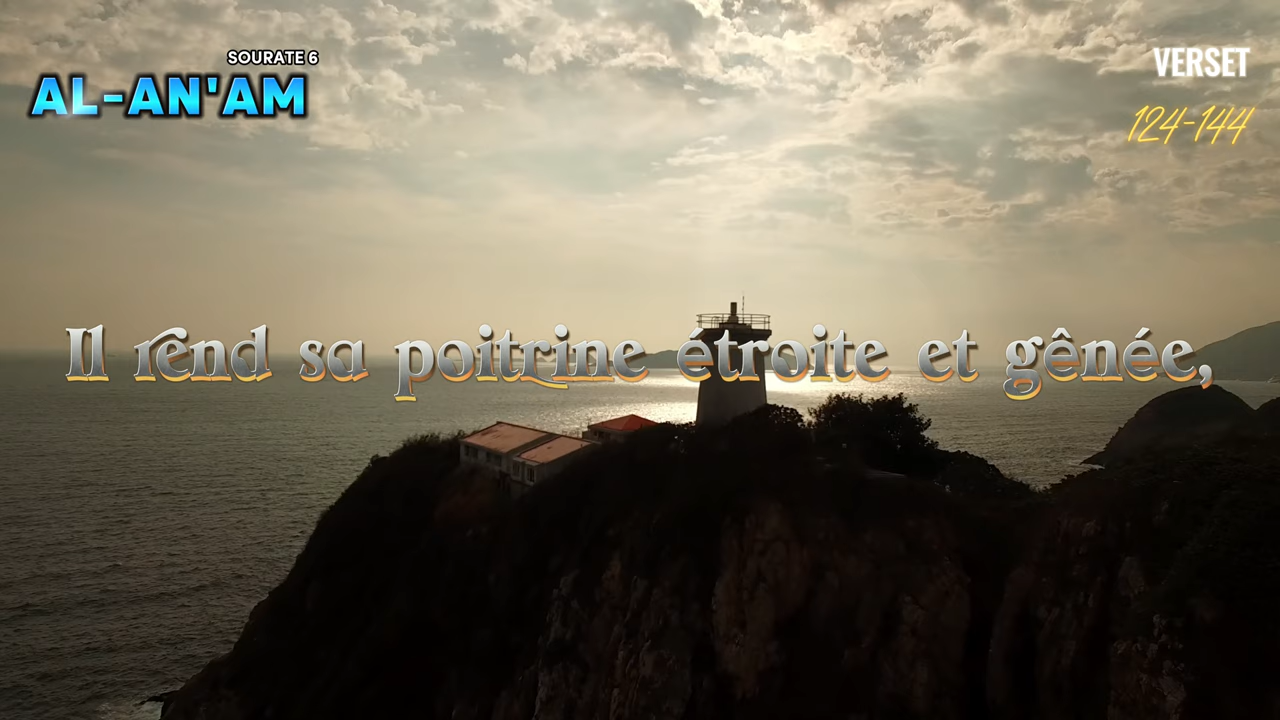 SOURATE 6
AL-AN'AM
VERSET
124-144
Il rend sa poitrine étroite et gênée,